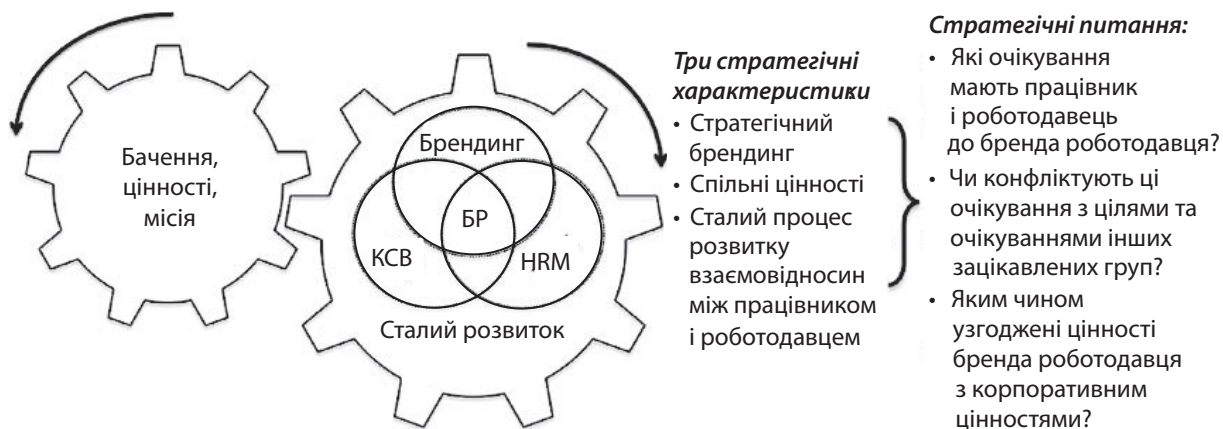 Бачення,
цінності,
місія
Брендинг
БР
КСВ
HRM
Сталий розвиток
Три стратегічні
характеристики
• Стратегічний
брендинг
• Спільні цінності
• Сталий процес
розвитку
взаємовідносин
між працівником
і роботодавцем
Стратегічні питання:
• Які очікування
мають працівник
і роботодавець
до бренда роботодавця?
• Чи конфліктують ці
очікування з цілями та
очікуваннями інших
зацікавлених груп?
• Яким чином
узгоджені цінності
бренда роботодавця
з корпоративним
цінностями?